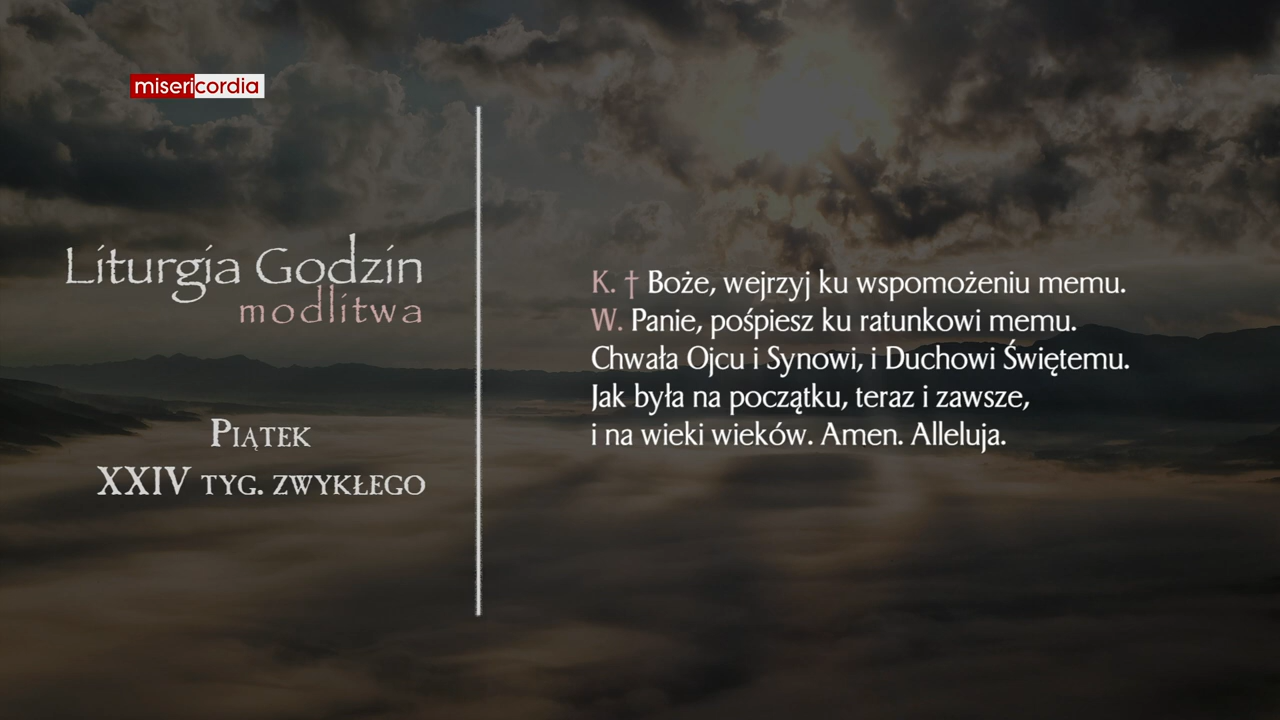 misericordia
Liturgia Godzin
modlitwa
Piątek
XXIV tyg. zwykłego
K. † Boże, wejrzyj ku wspomożeniu memu.
W. Panie, pośpiesz ku ratunkowi memu.
Chwała Ojcu i Synowi, i Duchowi Świętemu.
Jak była na początku, teraz i zawsze,
i na wieki wieków. Amen. Alleluja.